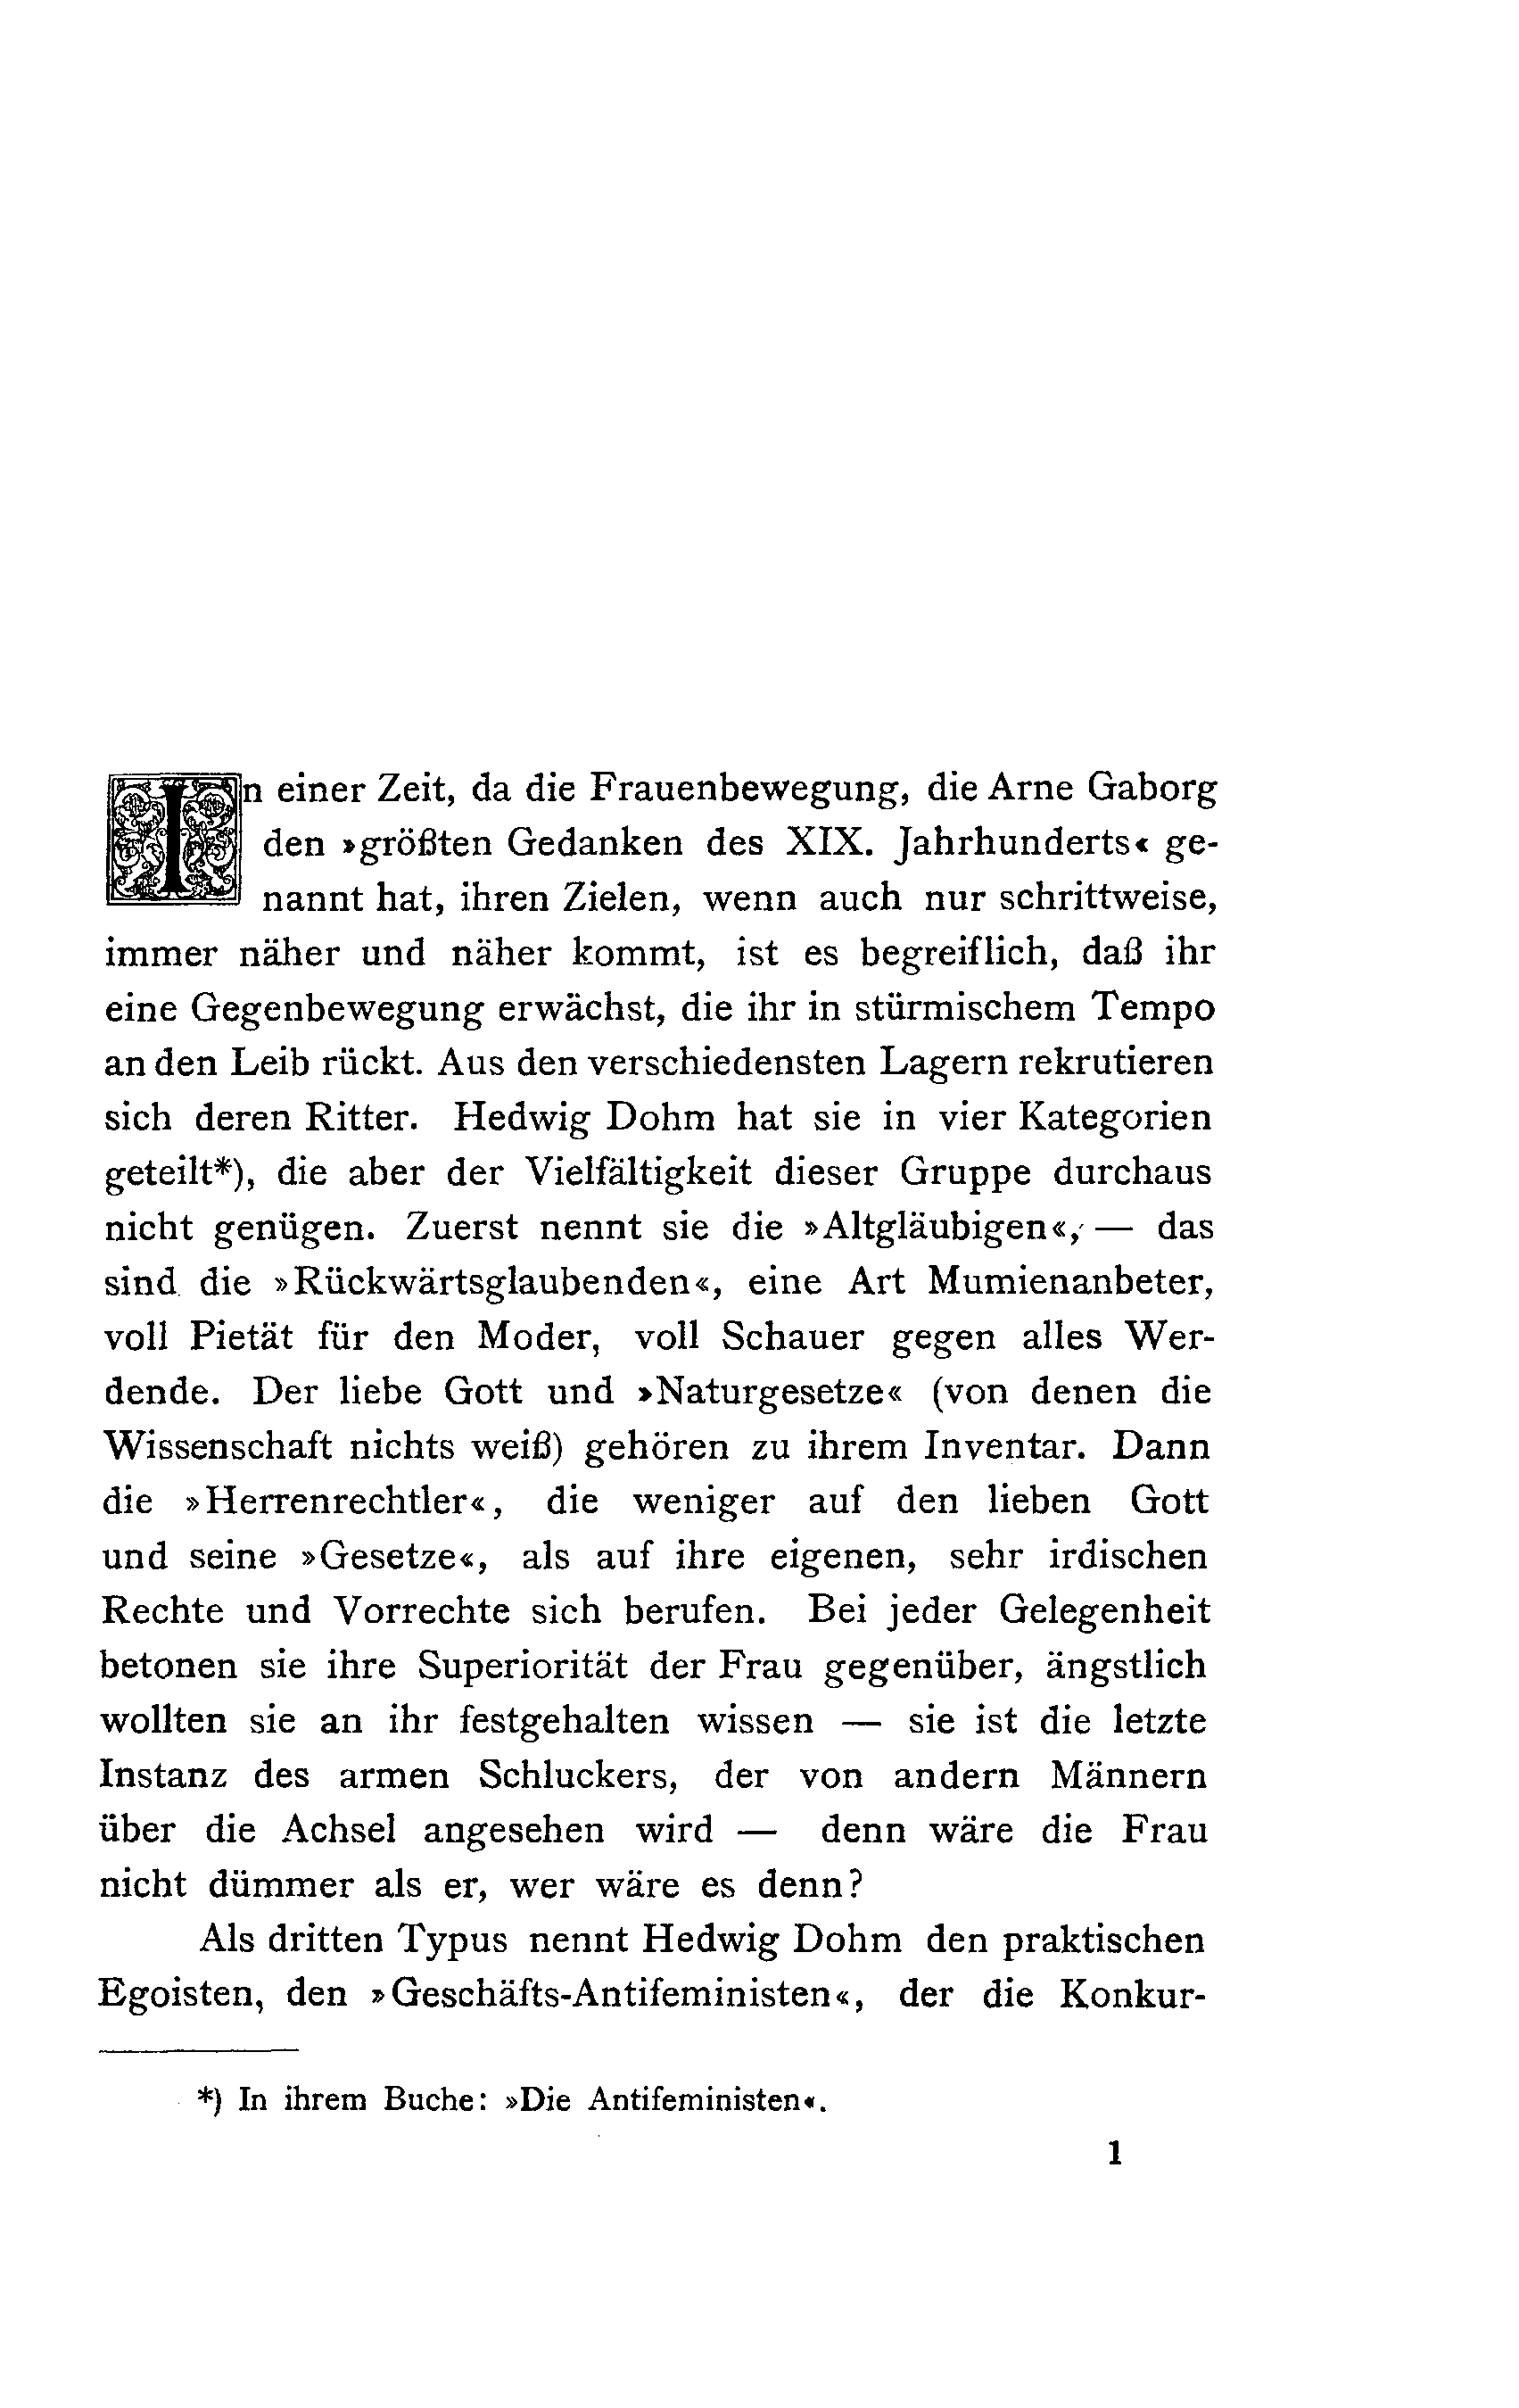 In einer Zeit, da die Frauenbewegung, die Arne Gaborg
den »größten Gedanken des XIX. Jahrhunderts« ge-
nannt hat, ihren Zielen, wenn auch nur schrittweise,
immer näher und näher kommt, ist es begreiflich, daß ihr
eine Gegenbewegung erwächst, die ihr in stürmischem Tempo
an den Leib rückt. Aus den verschiedensten Lagern rekrutieren
sich deren Ritter. Hedwig Dohm hat sie in vier Kategorien
geteilt*), die aber der Vielfältigkeit dieser Gruppe durchaus
nicht genügen. Zuerst nennt sie die »Altgläubigen«, — das
sind die »Rückwärtsglaubenden«, eine Art Mumienanbeter,
voll Pietät für den Moder, voll Schauer gegen alles Wer-
dende. Der liebe Gott und »Naturgesetze« (von denen die
Wissenschaft nichts weiß) gehören zu ihrem Inventar. Dann
die »Herrenrechtler«, die weniger auf den lieben Gott
und seine »Gesetze«, als auf ihre eigenen, sehr irdischen
Rechte und Vorrechte sich berufen. Bei jeder Gelegenheit
betonen sie ihre Superiorität der Frau gegenüber, ängstlich
wollten sie an ihr festgehalten wissen — sie ist die letzte
Instanz des armen Schluckers, der von andern Männern
über die Achsel angesehen wird — denn wäre die Frau
nicht dümmer als er, wer wäre es denn?
Als dritten Typus nennt Hedwig Dohm den praktischen
Egoisten, den »Geschäfts-Antifeministen«, der die Konkur-
*) In ihrem Buche: »Die Antifeministen«.
1